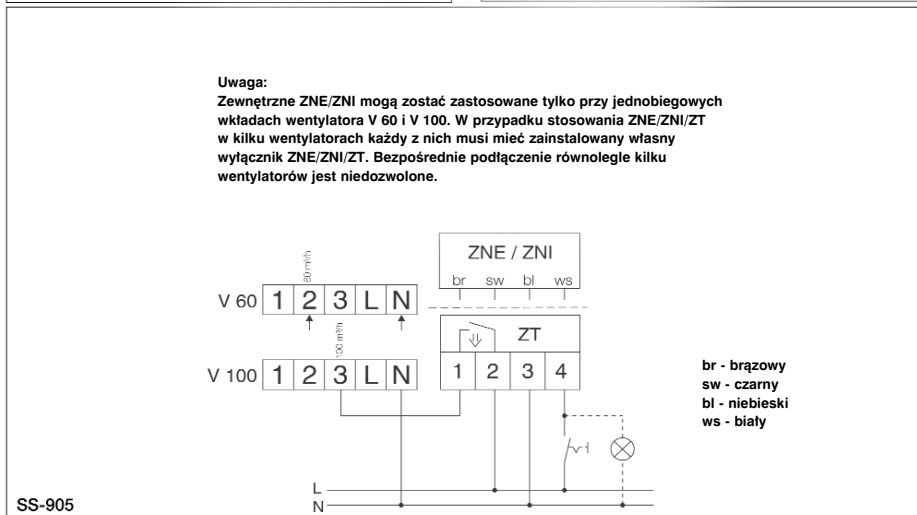 Uwaga:
Zewnętrzne ZNE/ZNI mogą zostać zastosowane tylko przy jednobiegowych
wkładach wentylatora V 60 i V 100. W przypadku stosowania ZNE/ZNI/ZT
w kilku wentylatorach każdy z nich musi mieć zainstalowany własny
wyłącznik ZNE/ZNI/ZT. Bezpośrednie podłączenie równolegle kilku
wentylatorów jest niedozwolone.
ZNE / ZNI
br sw bl ws
60 m³/h
V 60 1 2 3 L N
ZT
100 m³/h
V 100 1 2 3 L N
1 2 3 4
br - brązowy
sw - czarny
bl - niebieski
ws - biały
L
N
SS-905